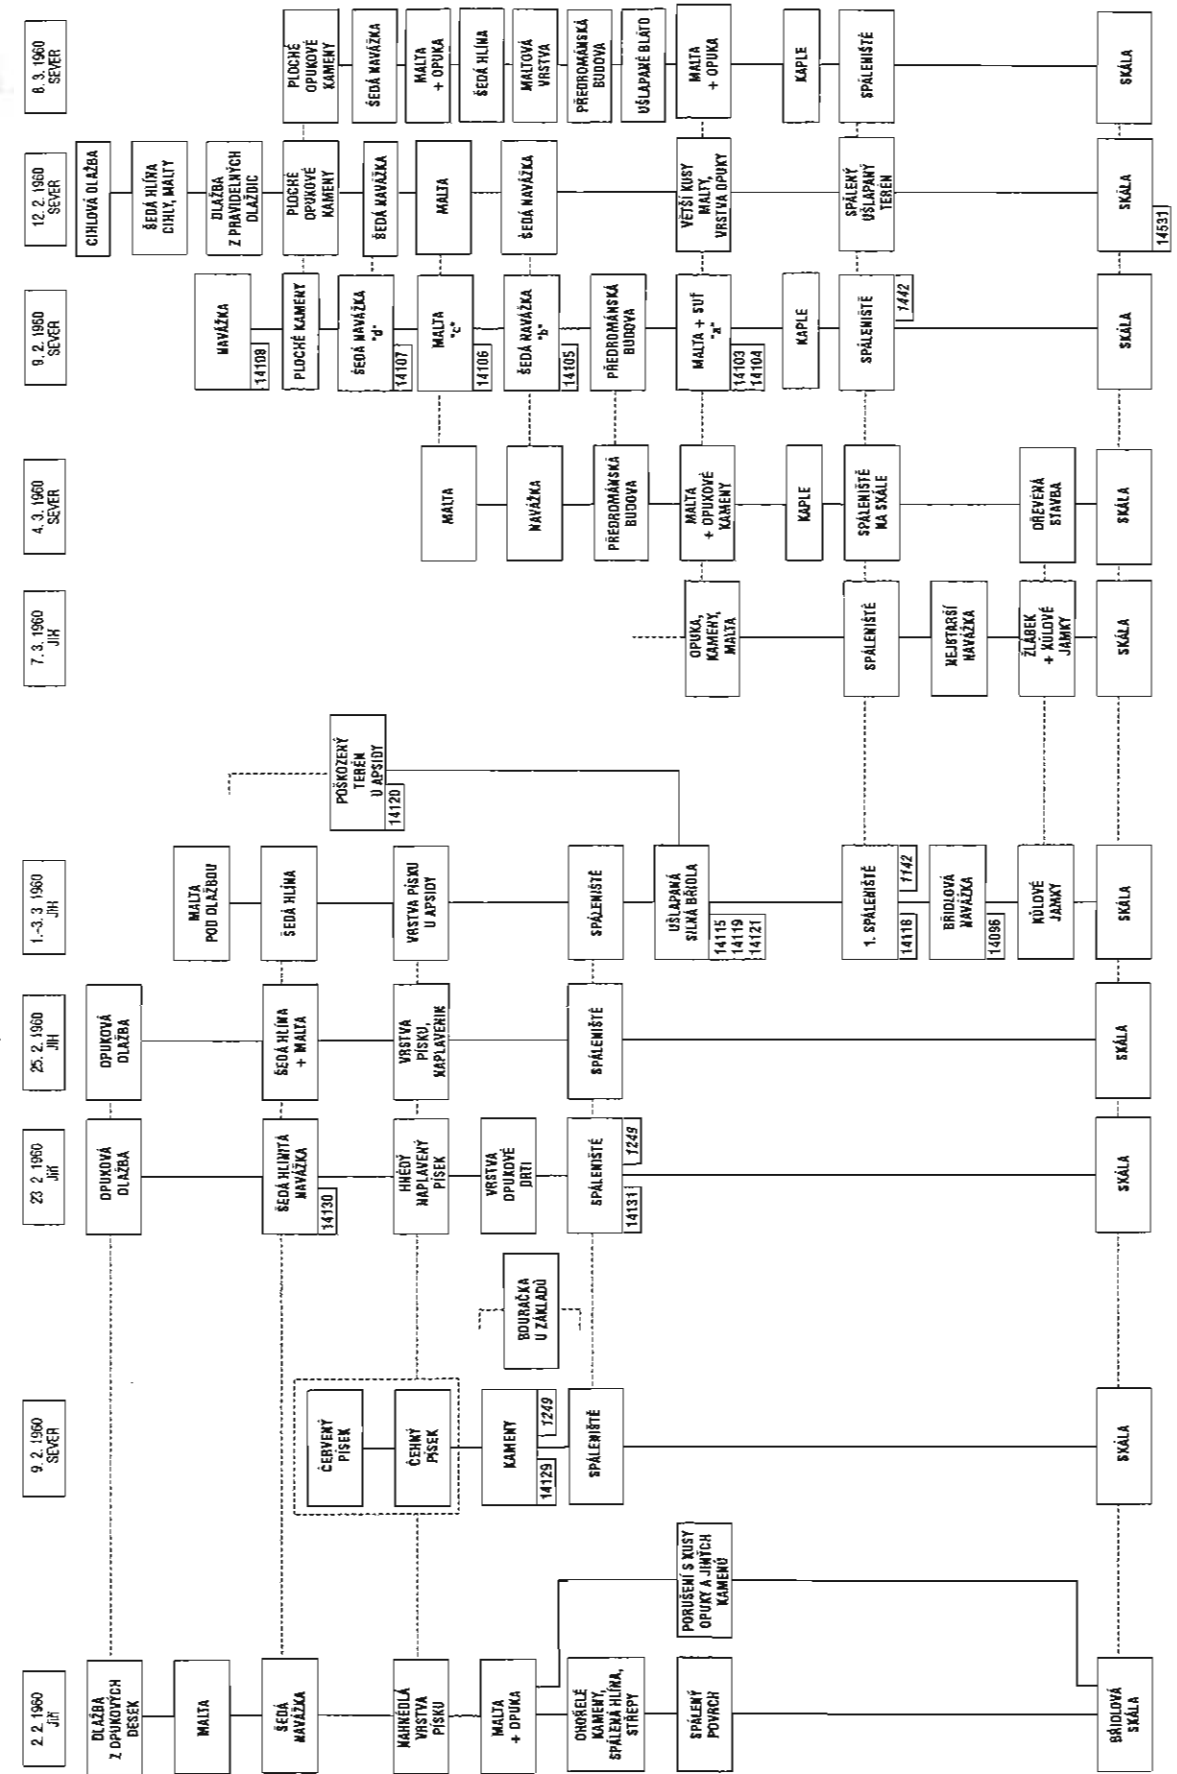 2. 2. 1960
JIŘÍ
DLAŽBA
Z OPUKOVÝCH
DESEK
MALTA
ŠEDÁ
NAVÁŽKA
NAHNĚDLÁ
VRSTVA
PÍSKU
MALTA
+ OPUKA
OHOŘELÉ
KAMENY,
SPÁLENÁ HLÍNA,
STŘEPY
SPÁLENÝ
POVRCH
PORUŠENÍ S KUSY
OPUKY A JINÝCH
KAMENŮ
BŘIDLOVÁ
SKÁLA
9. 2. 1960
SEVER
ČERVENÝ
PÍSEK
ČERNÝ
PÍSEK
KAMENY
14129
1249
SPÁLENIŠTĚ
SKÁLA
BOURAČKA
U ZÁKLADŮ
23 2 1960
JIŘÍ
OPUKOVÁ
DLAŽBA
ŠEDÁ HLINITÁ
NAVÁŽKA
14130
HNĚDÝ
NAPLAVENÝ
PÍSEK
VRSTVA
OPUKOVÉ
DRTI
SPÁLENIŠTĚ
14131
1249
SKÁLA
25. 2. 1960
JIH
OPUKOVÁ
DLAŽBA
ŠEDÁ HLÍNA
+ MALTA
VRSTVA
PÍSKU,
NAPLAVENIN
SPÁLENIŠTĚ
SKÁLA
1.-3. 3 1960
JIH
MALTA
POD DLAŽBOU
ŠEDÁ HLÍNA
VRSTVA PÍSKU
U APSIDY
SPÁLENIŠTĚ
UŠLAPANÁ
SILNÁ BŘIDLA
14115
14119
14121
1. SPÁLENIŠTĚ
14118
1142
BŘIDLOVÁ
NAVÁŽKA
14096
KŮLOVÉ
JAMKY
SKÁLA
POŠKOZENÝ
TERÉN
U APSIDY
14120
7. 3. 1960
JIH
OPUKA,
KAMENY,
MALTA
SPÁLENIŠTĚ
NEJSTARŠÍ
NAVÁŽKA
ŽLÁBEK
+ KŮLOVÉ
JAMKY
SKÁLA
4. 3. 1960
SEVER
MALTA
NAVÁŽKA
PŘEDROMÁNSKÁ
BUDOVA
MALTA
+ OPUKOVÉ
KAMENY
KAPLE
SPÁLENIŠTĚ
NA SKÁLE
DŘEVĚNÁ
STAVBA
SKÁLA
9. 2. 1960
SEVER
NAVÁŽKA
14109
PLOCHÉ KAMENY
ŠEDÁ NAVÁŽKA
"d"
14107
MALTA
"c"
14106
ŠEDÁ NAVÁŽKA
"b"
14105
PŘEDROMÁNSKÁ
BUDOVA
MALTA + SUŤ
"a"
14103
14104
KAPLE
SPÁLENIŠTĚ
1442
SKÁLA
12. 2. 1960
SEVER
CIHLOVÁ DLAŽBA
ŠEDÁ HLÍNA
CIHLY, MALTY
DLAŽBA
Z PRAVIDELNÝCH
DLAŽDIC
PLOCHÉ
OPUKOVÉ
KAMENY
ŠEDÁ NAVÁŽKA
MALTA
ŠEDÁ NAVÁŽKA
VĚTŠÍ KUSY
MALTY,
VRSTVA OPUKY
SPÁLENÝ
UŠLAPANÝ
TERÉN
SKÁLA
14531
8. 3. 1960
SEVER
PLOCHÉ
OPUKOVÉ
KAMENY
ŠEDÁ NAVÁŽKA
MALTA
+ OPUKA
ŠEDÁ HLÍNA
MALTOVÁ
VRSTVA
PŘEDROMÁNSKÁ
BUDOVA
UŠLAPANÉ BLÁTO
MALTA
+ OPUKA
KAPLE
SPÁLENIŠTĚ
SKÁLA